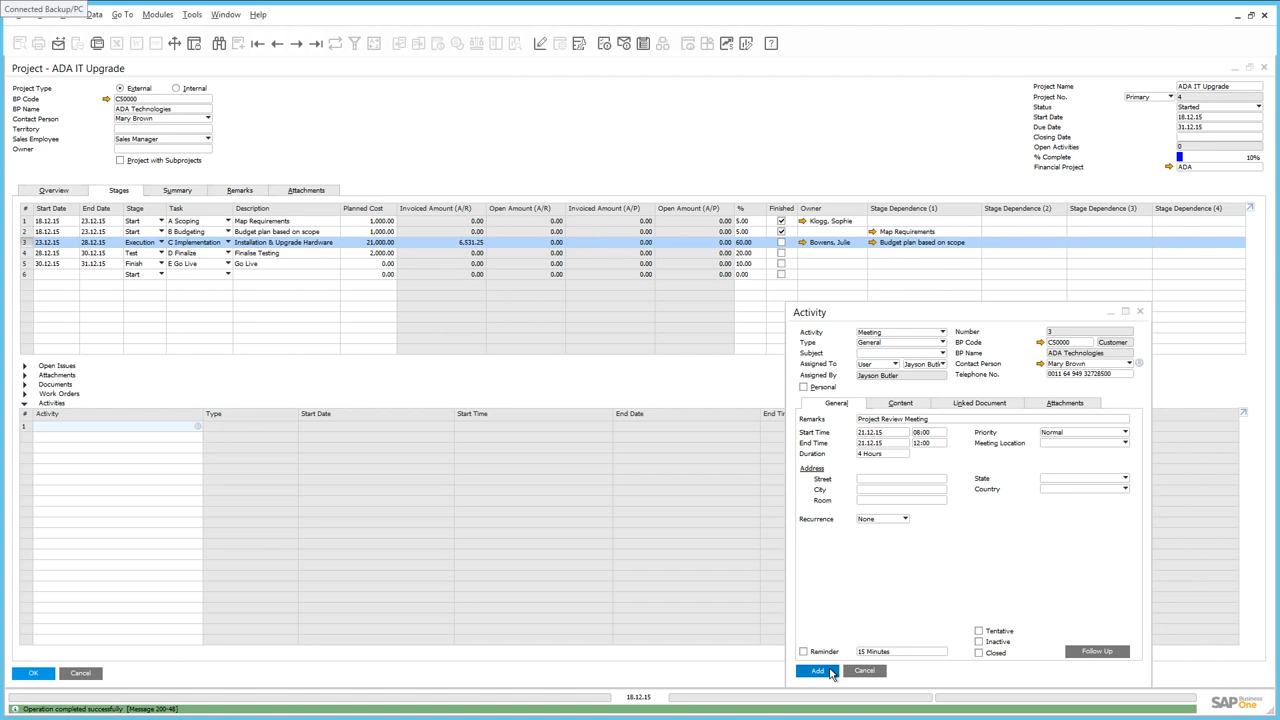 Connected Backup/PC
Data Go To Modules Tools Window Help
Project - ADA IT Upgrade
Project Type External Internal
BP Code C50000
BP Name ADA Technologies
Contact Person Mary Brown
Territory
Sales Employee Sales Manager
Owner
Project with Subprojects
Project Name ADA IT Upgrade
Project No. Primary 4
Status Started
Start Date 18.12.15
Due Date 31.12.15
Closing Date
Open Activities 0
% Complete 10%
Financial Project ADA
Overview Stages Summary Remarks Attachments
# Start Date End Date Stage Task Description Planned Cost Invoiced Amount (A/R) Open Amount (A/R) Invoiced Amount (A/P) Open Amount (A/P) % Finished Owner Stage Dependence (1) Stage Dependence (2) Stage Dependence (3) Stage Dependence (4)
1 18.12.15 23.12.15 Start A Scoping Map Requirements 1,000.00 0.00 0.00 0.00 0.00 5.00 Klogg, Sophie
2 18.12.15 23.12.15 Start B Budgeting Budget plan based on scope 1,000.00 0.00 0.00 0.00 0.00 5.00 Map Requirements
3 23.12.15 28.12.15 Execution C Implementation Installation & Upgrade Hardware 21,000.00 6,531.25 0.00 0.00 0.00 60.00 Bowens, Julie Budget plan based on scope
4 28.12.15 30.12.15 Test D Finalize Finalise Testing 2,000.00 0.00 0.00 0.00 0.00 20.00
5 30.12.15 31.12.15 Finish E Go Live Go Live 0.00 0.00 0.00 0.00 10.00
6 Start 0.00 0.00 0.00 0.00 0.00 0.00
Open Issues
Attachments
Documents
Work Orders
Activities
# Activity Type Start Date Start Time End Date End Ti
1
Activity
Activity Meeting Number 3
Type General BP Code C50000 Customer
Subject BP Name ADA Technologies
Assigned To User Jayson Butl Contact Person Mary Brown
Assigned By Jayson Butler Telephone No. 0011 64 949 32728500
Personal
General Content Linked Document Attachments
Remarks Project Review Meeting
Start Time 21.12.15 08:00 Priority Normal
End Time 21.12.15 12:00 Meeting Location
Duration 4 Hours
Address
Street State
City Country
Room
Recurrence None
Tentative
Inactive
Reminder 15 Minutes Closed Follow Up
Add Cancel
OK Cancel
18.12.15
Operation completed successfully [Message 200-48]
SAP Business One